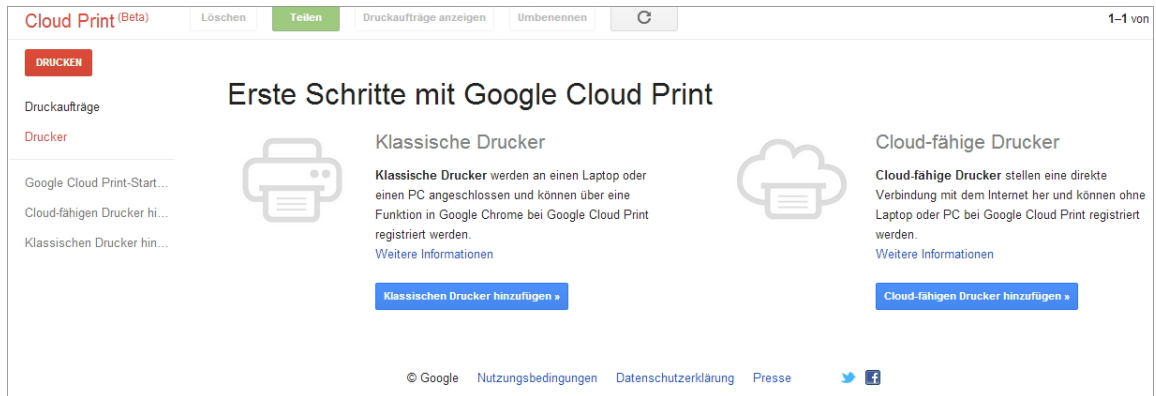 Cloud Print (Beta)
Löschen
Teilen
Druckaufträge anzeigen
Umbenennen
1–1 von
DRUCKEN
Druckaufträge
Drucker
Google Cloud Print-Start...
Cloud-fähigen Drucker hi...
Klassischen Drucker hin...
Erste Schritte mit Google Cloud Print
Klassische Drucker
Klassische Drucker werden an einen Laptop oder
einen PC angeschlossen und können über eine
Funktion in Google Chrome bei Google Cloud Print
registriert werden.
Weitere Informationen
Klassischen Drucker hinzufügen »
Cloud-fähige Drucker
Cloud-fähige Drucker stellen eine direkte
Verbindung mit dem Internet her und können ohne
Laptop oder PC bei Google Cloud Print registriert
werden.
Weitere Informationen
Cloud-fähigen Drucker hinzufügen »
© Google Nutzungsbedingungen Datenschutzerklärung Presse